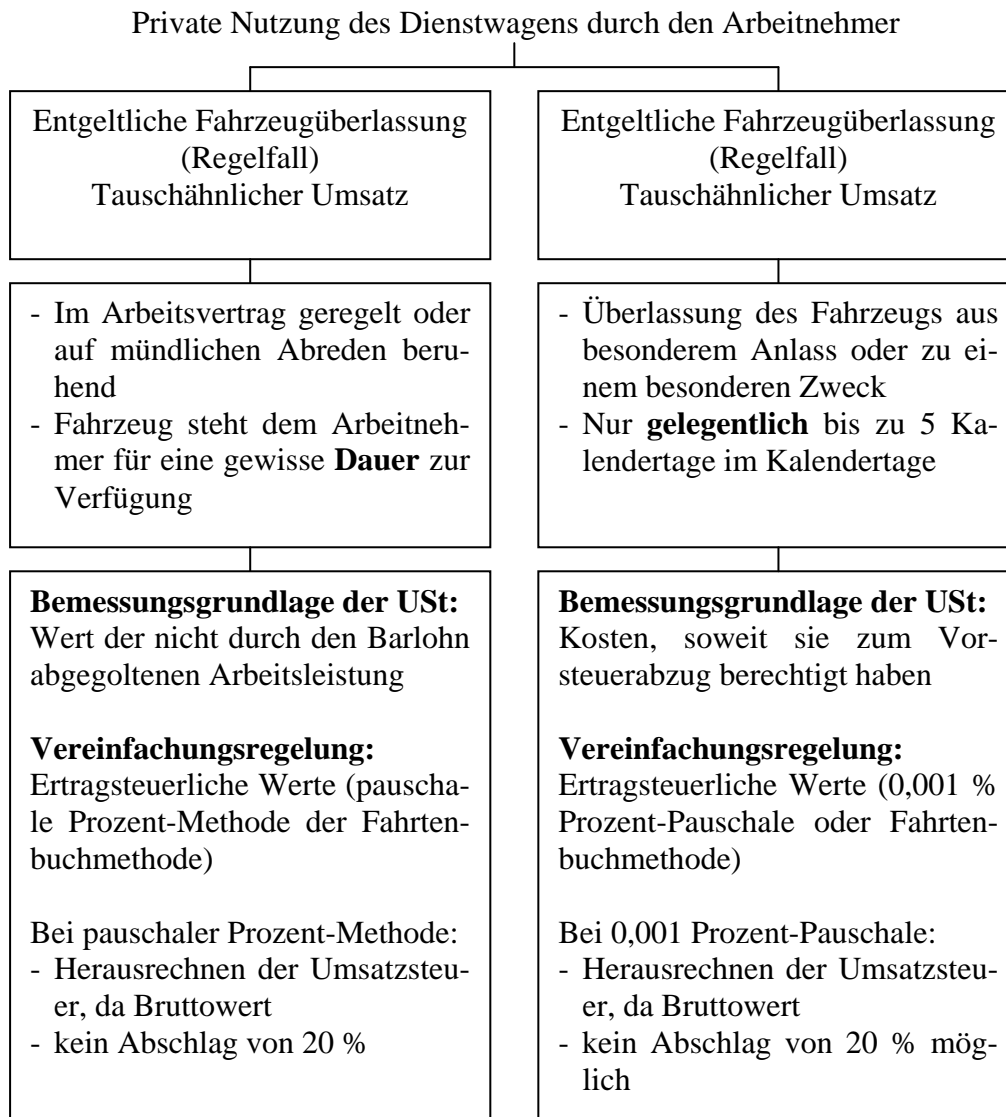 Private Nutzung des Dienstwagens durch den Arbeitnehmer
Entgeltliche Fahrzeugüberlassung
(Regelfall)
Tauschähnlicher Umsatz
- Im Arbeitsvertrag geregelt oder
auf mündlichen Abreden beru-
hend
- Fahrzeug steht dem Arbeitneh-
mer für eine gewisse Dauer zur
Verfügung
Bemessungsgrundlage der USt:
Wert der nicht durch den Barlohn
abgegoltenen Arbeitsleistung
Vereinfachungsregelung:
Ertragsteuerliche Werte (pauscha-
le Prozent-Methode der Fahrten-
buchmethode)
Bei pauschaler Prozent-Methode:
- Herausrechnen der Umsatzsteu-
er, da Bruttowert
- kein Abschlag von 20 %
Entgeltliche Fahrzeugüberlassung
(Regelfall)
Tauschähnlicher Umsatz
- Überlassung des Fahrzeugs aus
besonderem Anlass oder zu ei-
nem besonderen Zweck
- Nur gelegentlich bis zu 5 Ka-
lendertage im Kalendertage
Bemessungsgrundlage der USt:
Kosten, soweit sie zum Vor-
steuerabzug berechtigt haben
Vereinfachungsregelung:
Ertragsteuerliche Werte (0,001 %
Prozent-Pauschale oder Fahrten-
buchmethode)
Bei 0,001 Prozent-Pauschale:
- Herausrechnen der Umsatzsteu-
er, da Bruttowert
- kein Abschlag von 20 % mög-
lich